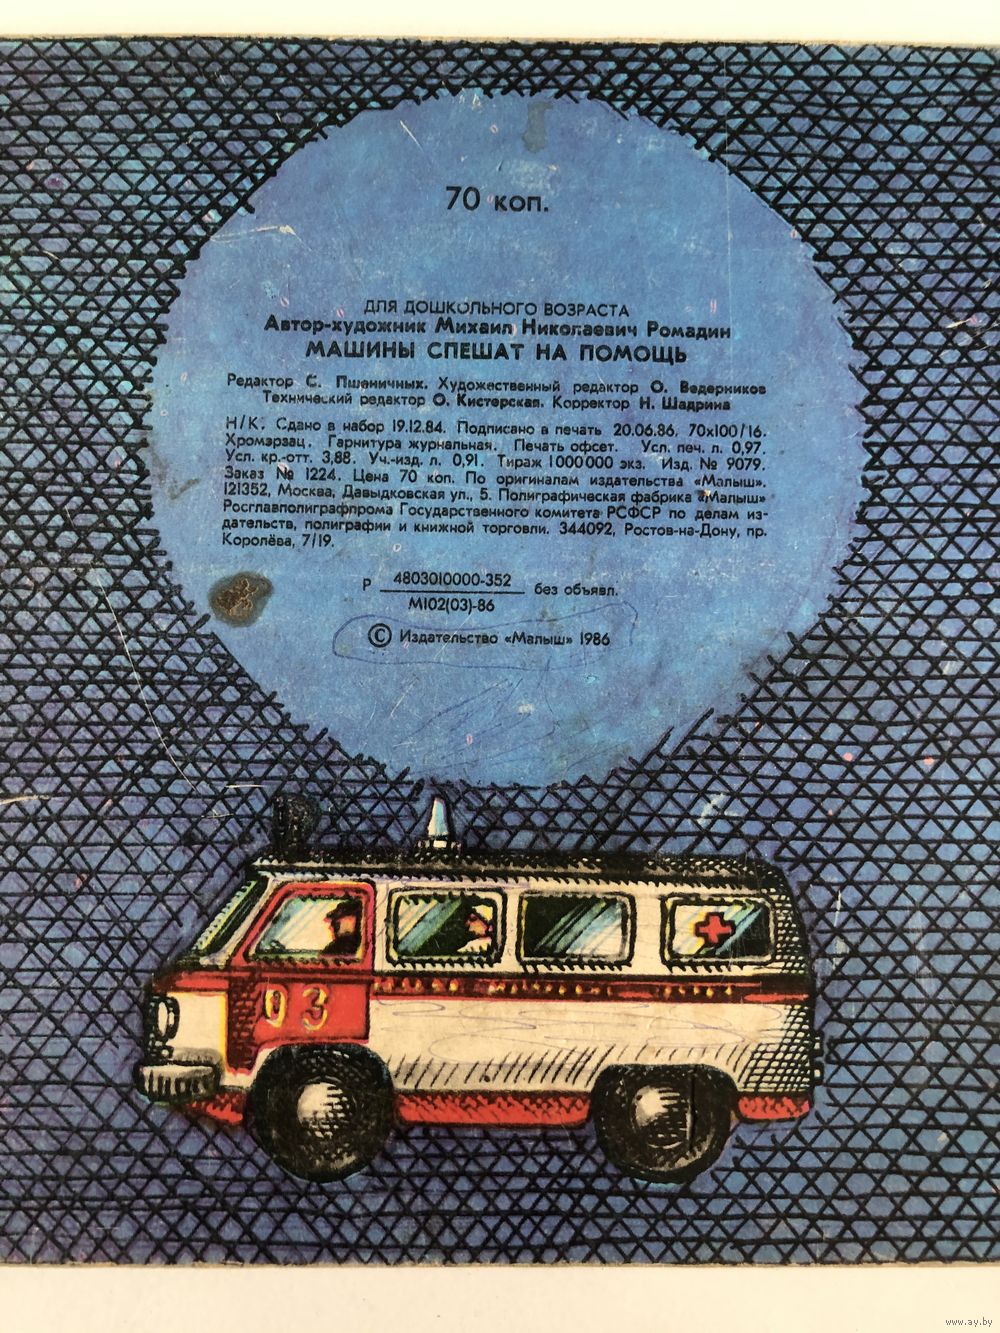 70 коп.
ДЛЯ ДОШКОЛЬНОГО ВОЗРАСТА
Автор-художник Михаил Николаевич Ромадин
МАШИНЫ СПЕШАТ НА ПОМОЩЬ
Редактор С. Пшеничных. Художественный редактор О. Ведерников
Технический редактор О. Кистерская. Корректор Н. Шадрина
Н/К. Сдано в набор 19.12.84. Подписано в печать 20.06.86. 70х100/16.
Хромэрзац. Гарнитура журнальная. Печать офсет. Усл. печ. л. 0,97.
Усл. кр.-отт. 3,88. Уч.-изд. л. 0,91. Тираж 1000000 экз. Изд. № 9079.
Заказ № 1224. Цена 70 коп. По оригиналам издательства «Малыш».
121352, Москва, Давыдковская ул., 5. Полиграфическая фабрика «Малыш»
Росглавполиграфпрома Государственного комитета РСФСР по делам из-
дательств, полиграфии и книжной торговли. 344092, Ростов-на-Дону, пр.
Королёва, 7/19.
Р 4803010000-352 без объявл.
М102(03)-86
© Издательство «Малыш» 1986
03
www.ay.by